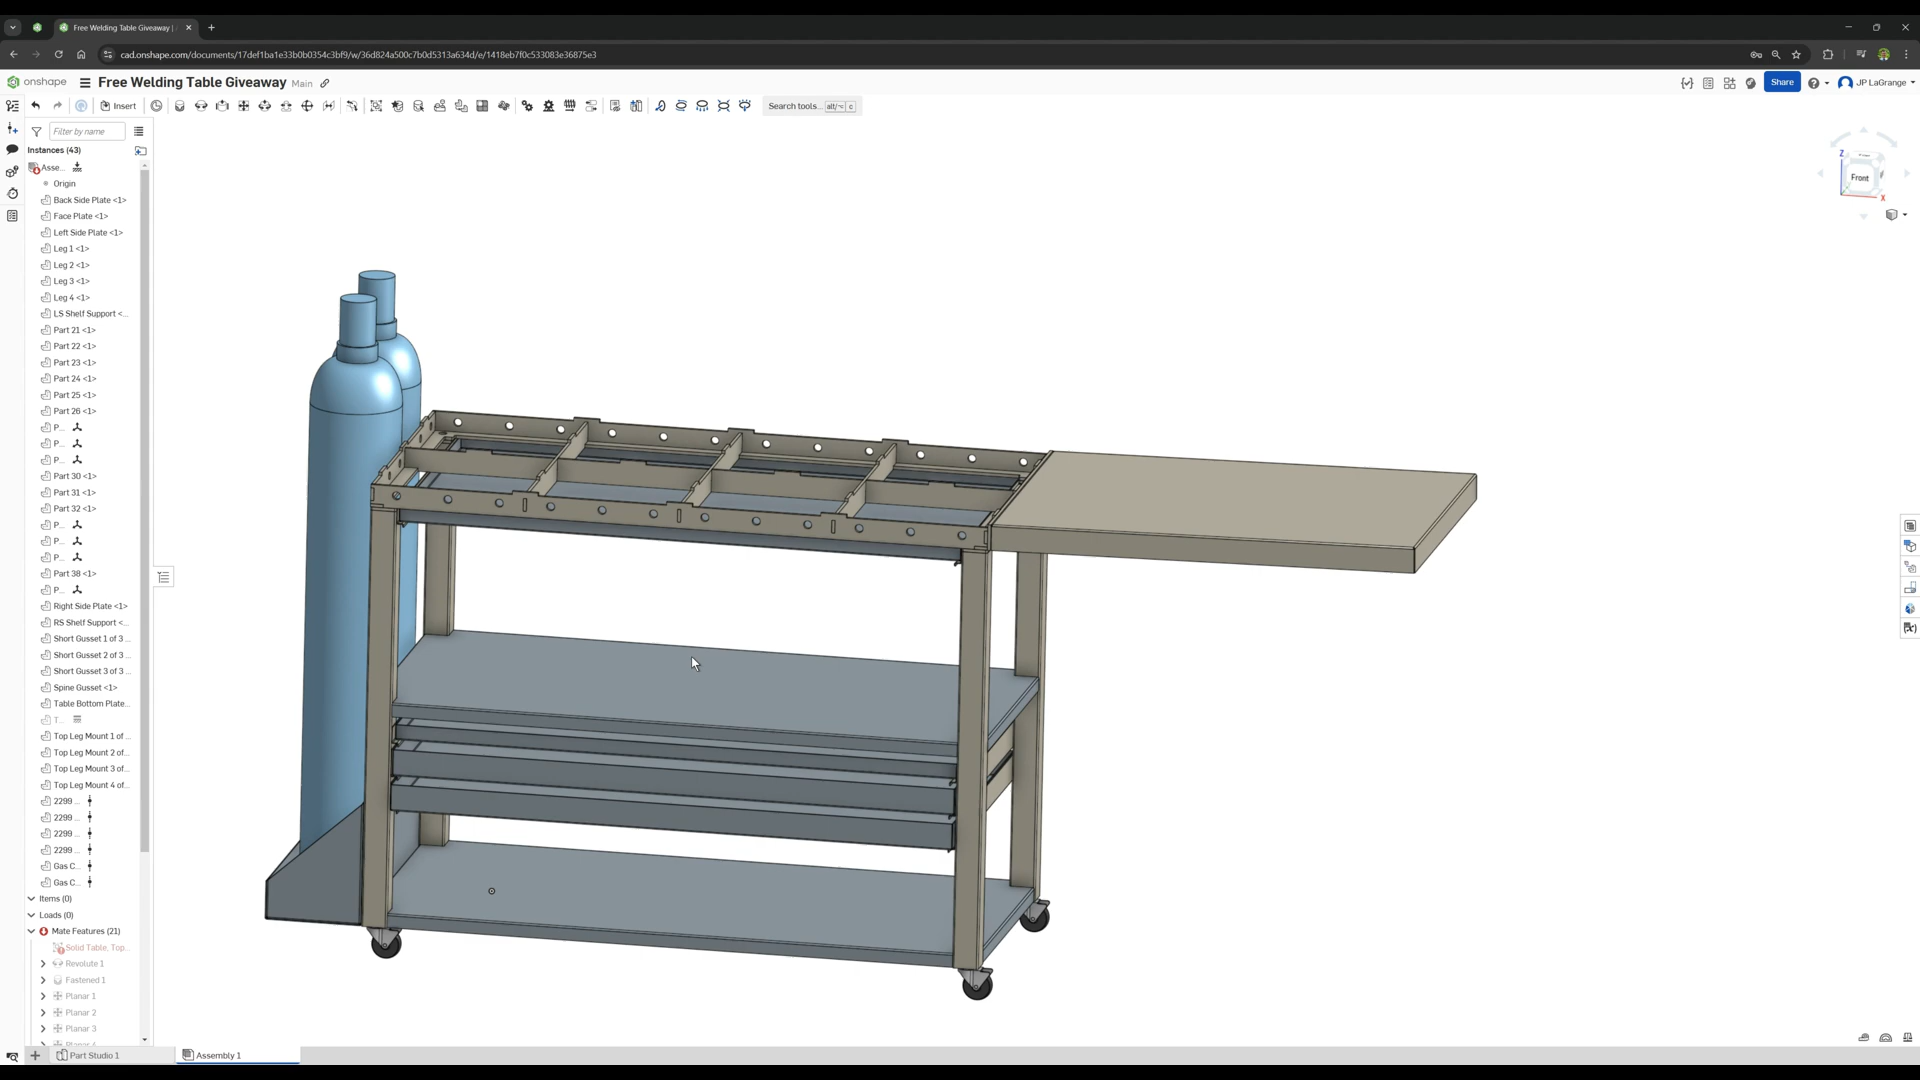 Free Welding Table Giveaway |
cad.onshape.com/documents/17def1ba1e33b0b0354c3bf9/w/36d824a500c7b0d5313a634d/e/1418eb7f0c533083e36875e3
onshape
Free Welding Table Giveaway Main
Share
JP LaGrange
Insert
Search tools... alt/⌥ c
Filter by name
Instances (43)
Asse...
Origin
Back Side Plate <1>
Face Plate <1>
Left Side Plate <1>
Leg 1 <1>
Leg 2 <1>
Leg 3 <1>
Leg 4 <1>
LS Shelf Support <...
Part 21 <1>
Part 22 <1>
Part 23 <1>
Part 24 <1>
Part 25 <1>
Part 26 <1>
P...
P...
P...
Part 30 <1>
Part 31 <1>
Part 32 <1>
P...
P...
P...
Part 38 <1>
P...
Right Side Plate <1>
RS Shelf Support <...
Short Gusset 1 of 3 ...
Short Gusset 2 of 3 ...
Short Gusset 3 of 3 ...
Spine Gusset <1>
Table Bottom Plate...
T...
Top Leg Mount 1 of ...
Top Leg Mount 2 of...
Top Leg Mount 3 of...
Top Leg Mount 4 of...
2299 ...
2299 ...
2299 ...
2299 ...
Gas C...
Gas C...
Items (0)
Loads (0)
Mate Features (21)
Solid Table, Top...
Revolute 1
Fastened 1
Planar 1
Planar 2
Planar 3
Planar 4
Z
Front
X
Part Studio 1
Assembly 1